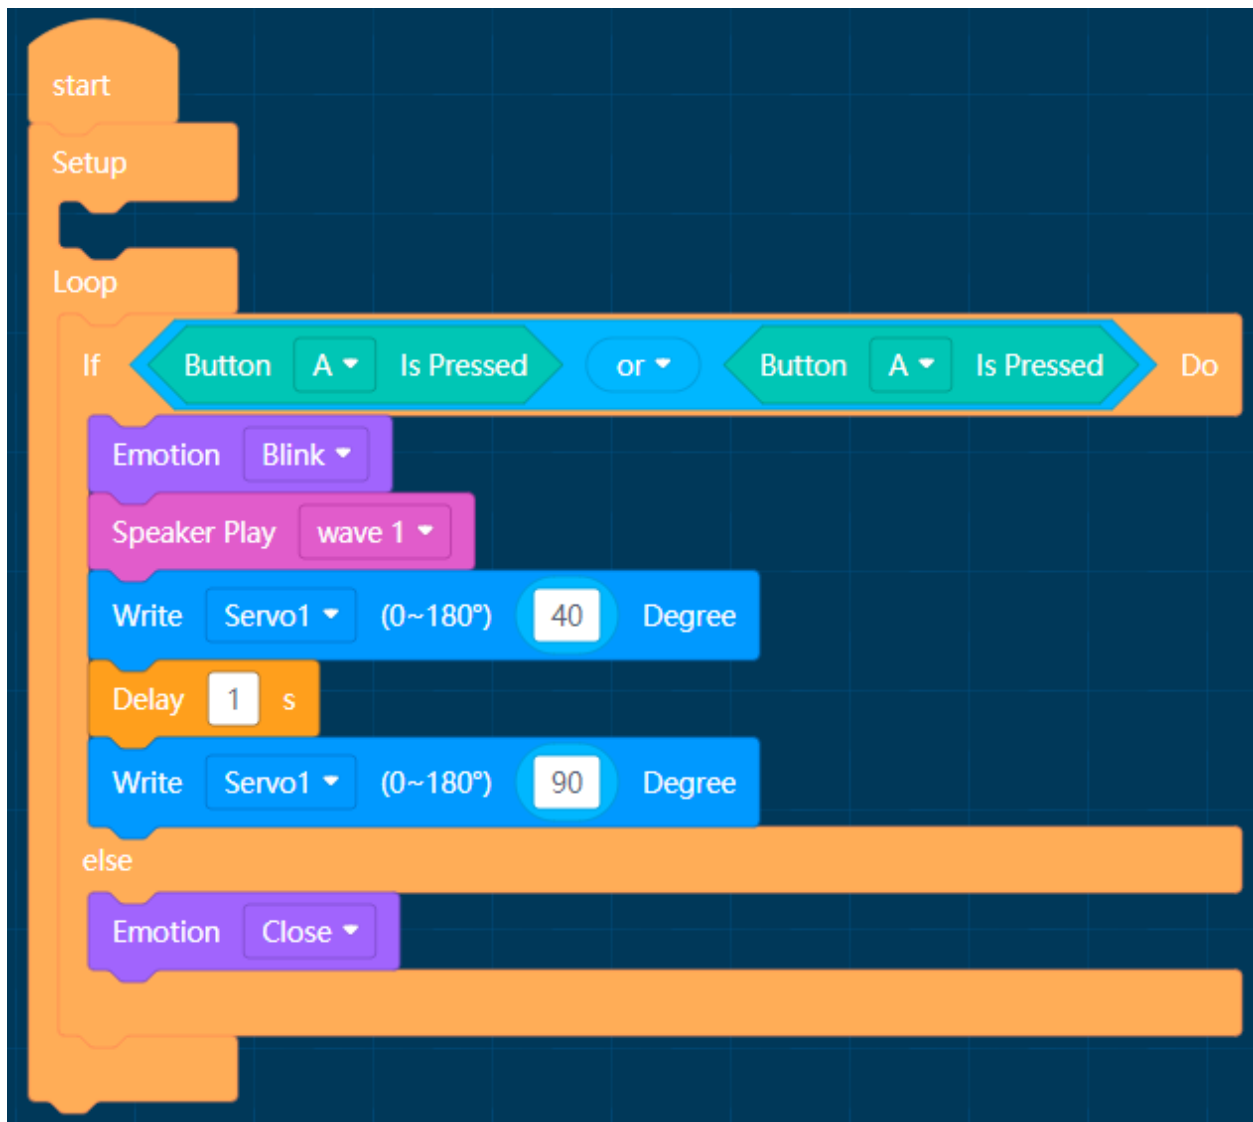 start
Setup
Loop
If Button A Is Pressed or Button A Is Pressed Do
Emotion Blink
Speaker Play wave 1
Write Servo1 (0~180°) 40 Degree
Delay 1 s
Write Servo1 (0~180°) 90 Degree
else
Emotion Close